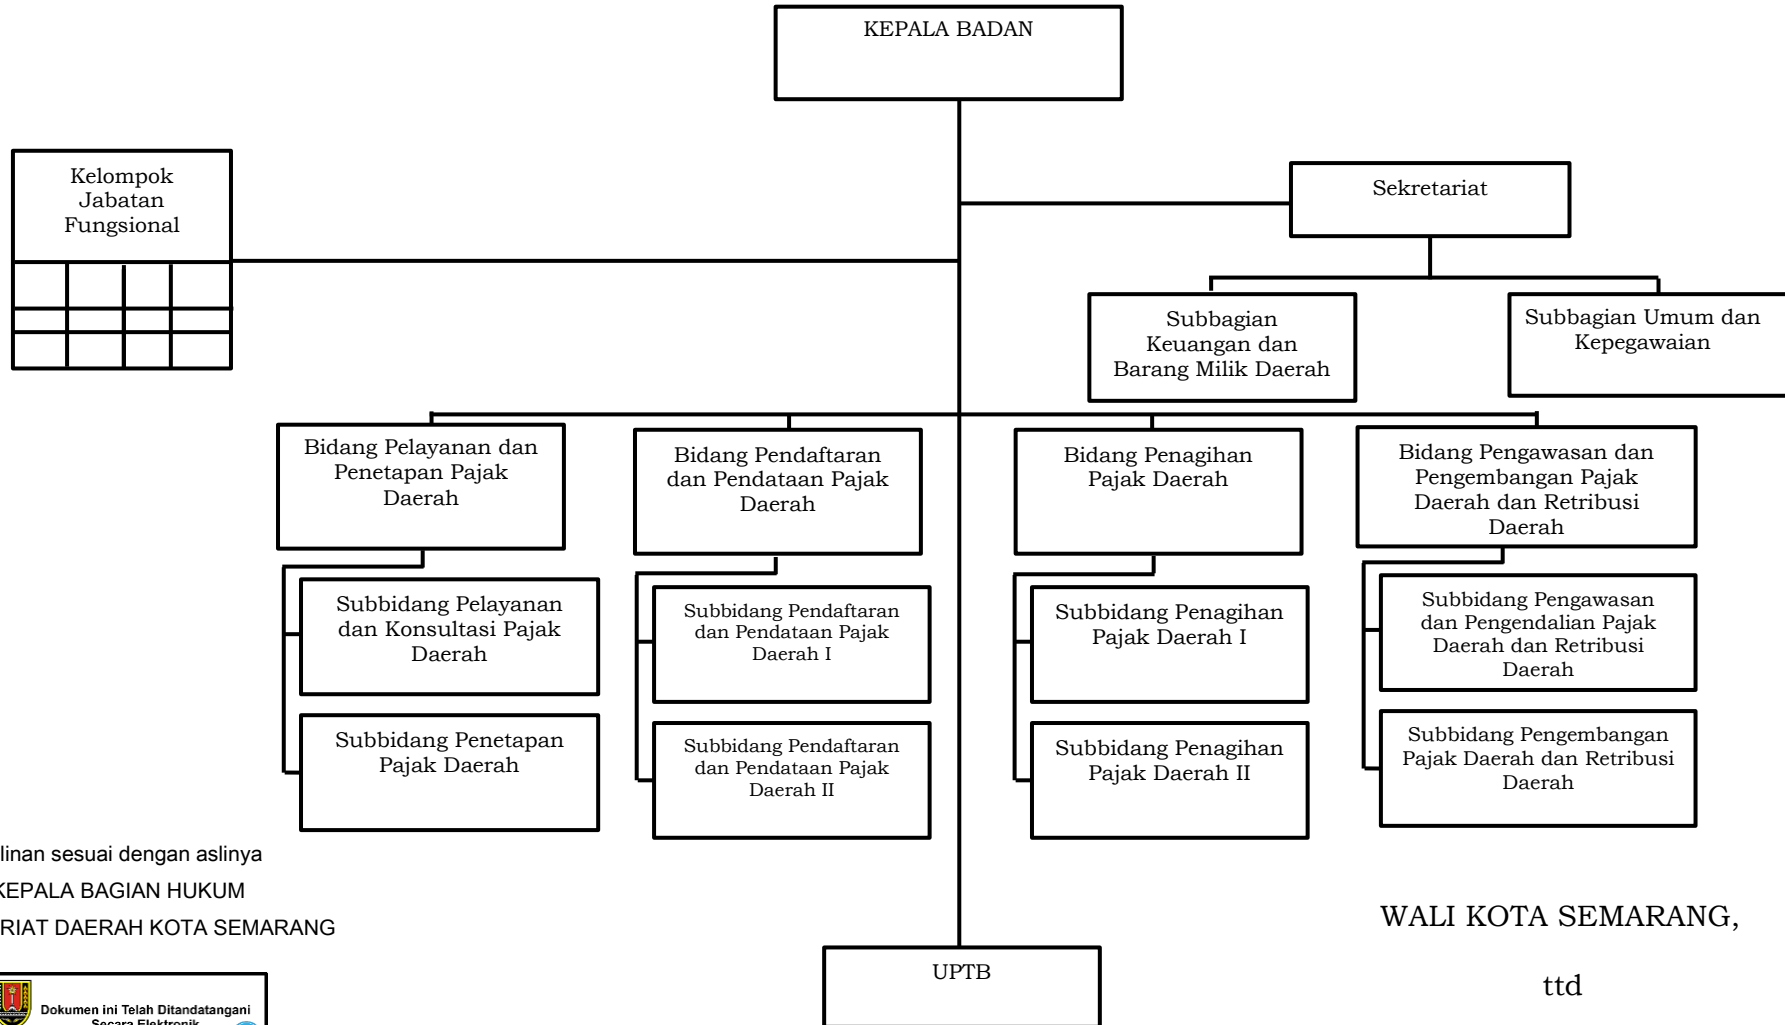 KEPALA BADAN
Kelompok
Jabatan
Fungsional
Sekretariat
Subbagian
Keuangan dan
Barang Milik Daerah
Subbagian Umum dan
Kepegawaian
Bidang Pelayanan dan
Penetapan Pajak
Daerah
Bidang Pendaftaran
dan Pendataan Pajak
Daerah
Bidang Penagihan
Pajak Daerah
Bidang Pengawasan dan
Pengembangan Pajak
Daerah dan Retribusi
Daerah
Subbidang Pelayanan
dan Konsultasi Pajak
Daerah
Subbidang Pendaftaran
dan Pendataan Pajak
Daerah I
Subbidang Penagihan
Pajak Daerah I
Subbidang Pengawasan
dan Pengendalian Pajak
Daerah dan Retribusi
Daerah
Subbidang Penetapan
Pajak Daerah
Subbidang Pendaftaran
dan Pendataan Pajak
Daerah II
Subbidang Penagihan
Pajak Daerah II
Subbidang Pengembangan
Pajak Daerah dan Retribusi
Daerah
linan sesuai dengan aslinya
KEPALA BAGIAN HUKUM
RIAT DAERAH KOTA SEMARANG
WALI KOTA SEMARANG,
ttd
UPTB
Dokumen ini Telah Ditandatangani
Secara Elektronik